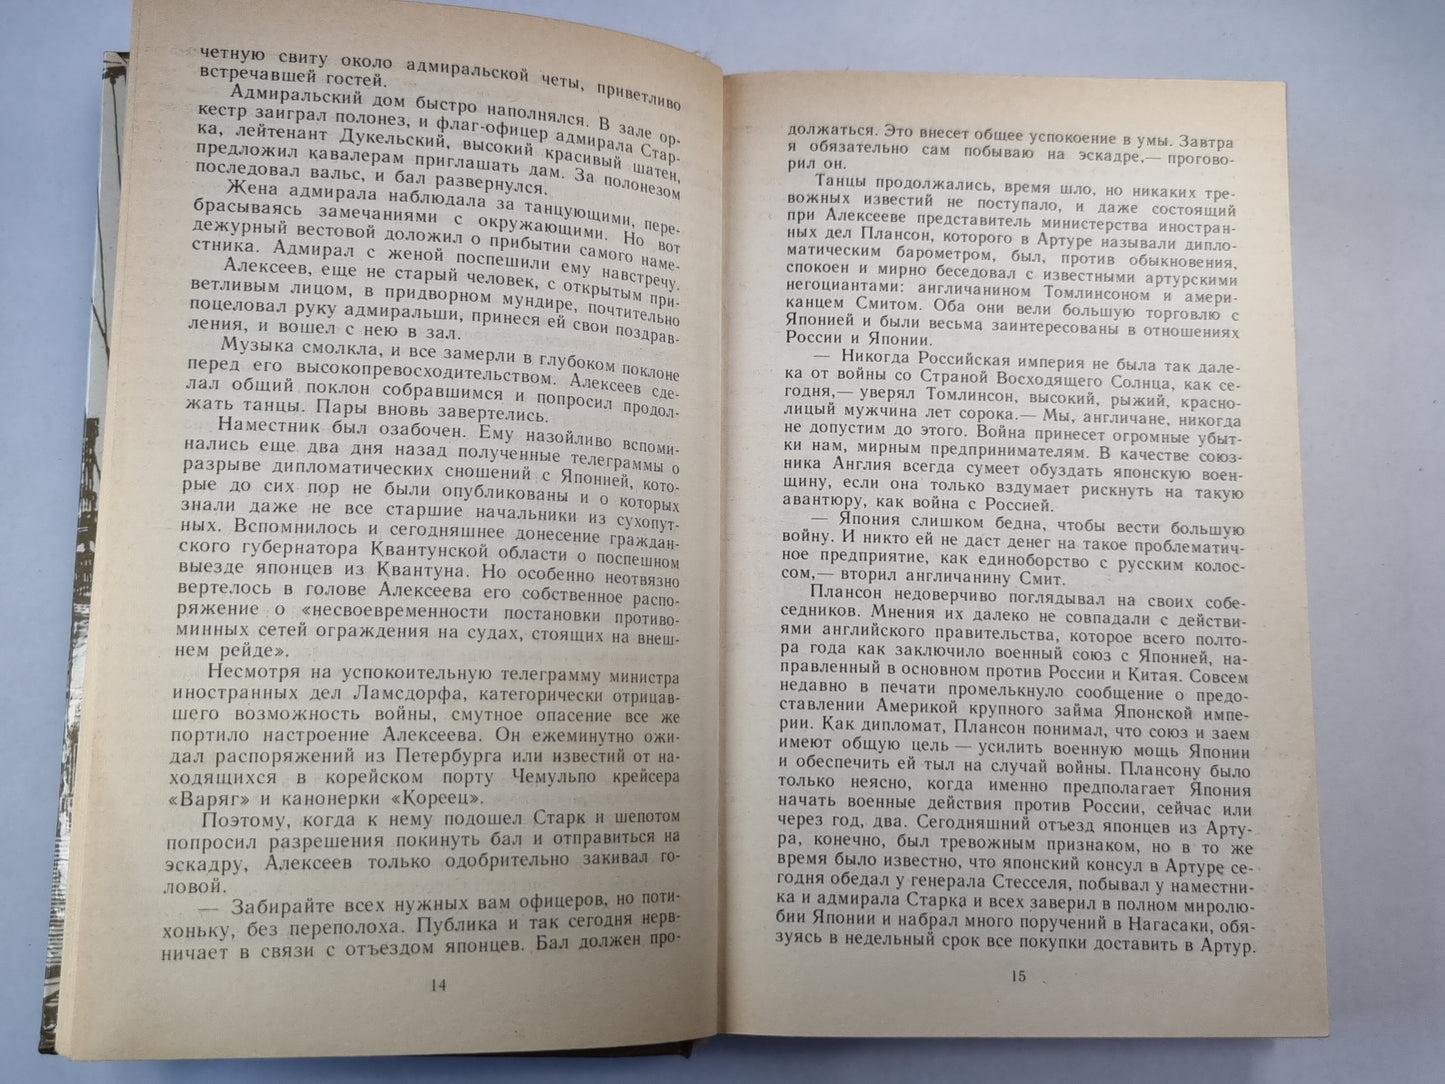 четную свиту около адмиральской четы, приветливо
встречавшей гостей.
Адмиральский дом быстро наполнялся. В зале ор-
кестр заиграл полонез, и флаг-офицер адмирала Стар-
ка, лейтенант Дукельский, высокий красивый шатен,
предложил кавалерам приглашать дам. За полонезом
последовал вальс, и бал развернулся.
Жена адмирала наблюдала за танцующими, пере-
брасываясь замечаниями с окружающими. Но вот
дежурный вестовой доложил о прибытии самого наме-
стника. Адмирал с женой поспешили ему навстречу.
Алексеев, еще не старый человек, с открытым при-
ветливым лицом, в придворном мундире, почтительно
поцеловал руку адмиральши, принеся ей свои поздрав-
ления, и вошел с нею в зал.
Музыка смолкла, и все замерли в глубоком поклоне
перед его высокопревосходительством. Алексеев сде-
лал общий поклон собравшимся и попросил продол-
жать танцы. Пары вновь завертелись.
Наместник был озабочен. Ему назойливо вспоми-
нались еще два дня назад полученные телеграммы о
разрыве дипломатических сношений с Японией, кото-
рые до сих пор не были опубликованы и о которых
знали даже не все старшие начальники из сухопут-
ных. Вспомнилось и сегодняшнее донесение граждан-
ского губернатора Квантунской области о поспешном
выезде японцев из Квантуна. Но особенно неотвязно
вертелось в голове Алексеева его собственное распо-
ряжение о «несвоевременности постановки противо-
минных сетей ограждения на судах, стоящих на внеш-
нем рейде».
Несмотря на успокоительную телеграмму министра
иностранных дел Ламсдорфа, категорически отрицав-
шего возможность войны, смутное опасение все же
портило настроение Алексеева. Он ежеминутно ожи-
дал распоряжений из Петербурга или известий от на-
ходящихся в корейском порту Чемульпо крейсера
«Варяг» и канонерки «Кореец».
Поэтому, когда к нему подошел Старк и шепотом
попросил разрешения покинуть бал и отправиться на
эскадру, Алексеев только одобрительно закивал го-
ловой.
— Забирайте всех нужных вам офицеров, но поти-
хоньку, без переполоха. Публика и так сегодня нерв-
ничает в связи с отъездом японцев. Бал должен про-
14
должаться. Это внесет общее успокоение в умы. Завтра
я обязательно сам побываю на эскадре,— прогово-
рил он.
Танцы продолжались, время шло, но никаких тре-
вожных известий не поступало, и даже состоящий
при Алексееве представитель министерства иностран-
ных дел Плансон, которого в Артуре называли дипло-
матическим барометром, был, против обыкновения,
спокоен и мирно беседовал с известными артурскими
негоциантами: англичанином Томлинсоном и амери-
канцем Смитом. Оба они вели большую торговлю с
Японией и были весьма заинтересованы в отношениях
России и Японии.
— Никогда Российская империя не была так дале-
ка от войны со Страной Восходящего Солнца, как се-
годня,— уверял Томлинсон, высокий, рыжий, красно-
лицый мужчина лет сорока.— Мы, англичане, никогда
не допустим до этого. Война принесет огромные убыт-
ки нам, мирным предпринимателям. В качестве союз-
ника Англия всегда сумеет обуздать японскую воен-
щину, если она только вздумает рискнуть на такую
авантюру, как война с Россией.
— Япония слишком бедна, чтобы вести большую
войну. И никто ей не даст денег на такое проблематич-
ное предприятие, как единоборство с русским колос-
сом,— вторил англичанину Смит.
Плансон недоверчиво поглядывал на своих собе-
седников. Мнения их далеко не совпадали с действи-
ями английского правительства, которое всего полто-
ра года как заключило военный союз с Японией, на-
правленный в основном против России и Китая. Совсем
недавно в печати промелькнуло сообщение о предо-
ставлении Америкой крупного займа Японской импе-
рии. Как дипломат, Плансон понимал, что союз и заем
имеют общую цель — усилить военную мощь Японии
и обеспечить ей тыл на случай войны. Плансону было
только неясно, когда именно предполагает Япония
начать военные действия против России, сейчас или
через год, два. Сегодняшний отъезд японцев из Арту-
ра, конечно, был тревожным признаком, но в то же
время было известно, что японский консул в Артуре се-
годня обедал у генерала Стесселя, побывал у наместни-
ка и адмирала Старка и всех заверил в полном миролю-
бии Японии и набрал много поручений в Нагасаки, обя-
зуясь в недельный срок все покупки доставить в Артур.
15